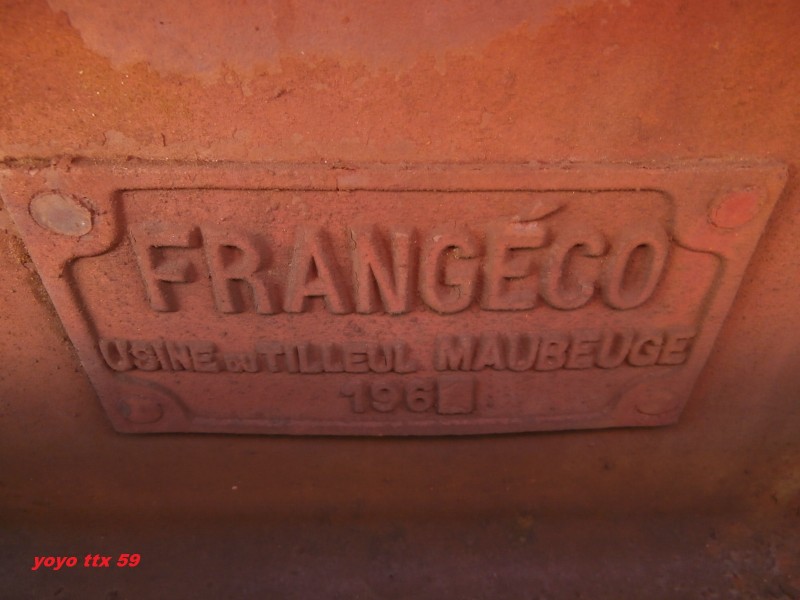 FRANGÉCO
USINE DU TILLEUL MAUBEUGE
196
yoyo ttx 59